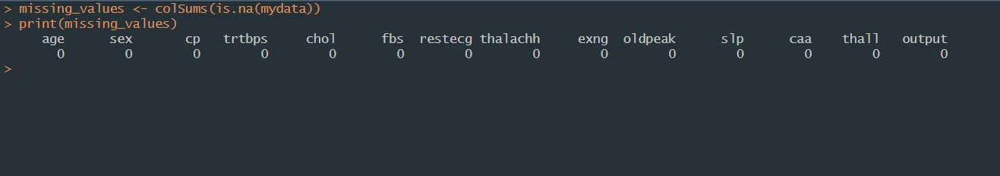 > missing_values <- colSums(is.na(mydata))
> print(missing_values)
     age      sex       cp   trtbps     chol      fbs  restecg thalachh     exng  oldpeak      slp      caa    thall   output
       0        0        0        0        0        0        0        0        0        0        0        0        0        0
>